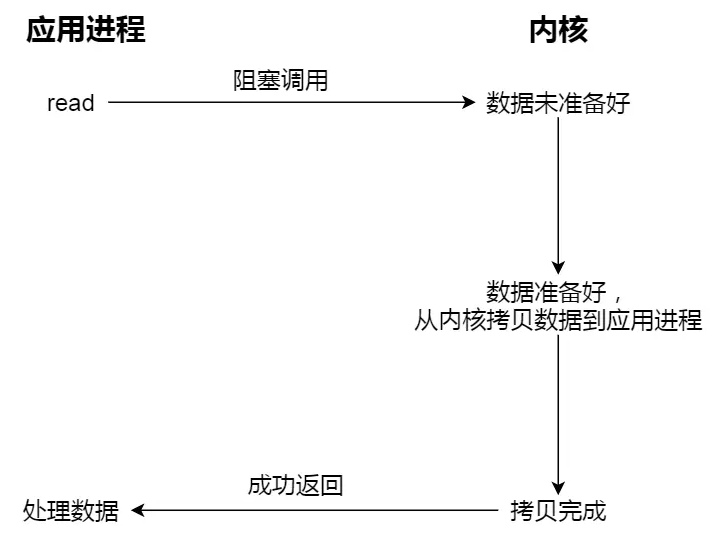 应用进程
内核
阻塞调用
read
数据未准备好
数据准备好，
从内核拷贝数据到应用进程
成功返回
处理数据
拷贝完成